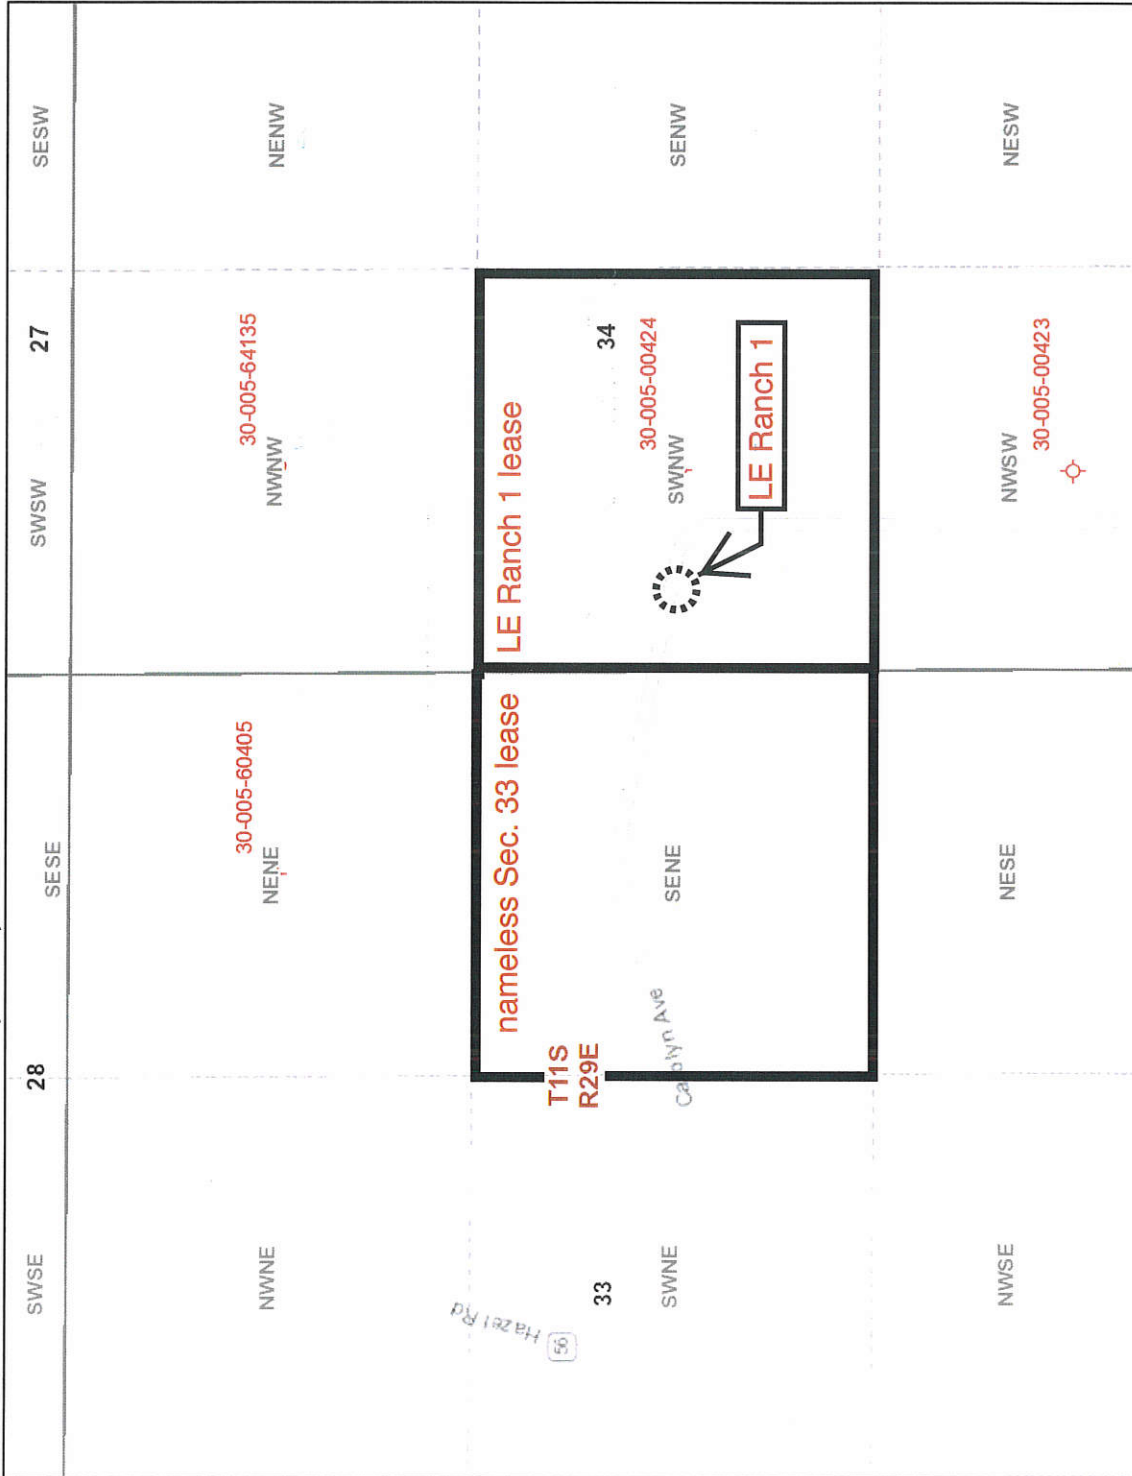 SWSE
28
SESE
SWSW
27
SESW
30-005-60405
30-005-64135
NWNE
NENE
NWNW
NENW
Hazel Rd
56
nameless Sec. 33 lease
LE Ranch 1 lease
T11S
R29E
33
34
30-005-00424
SWNE
Carolyn Ave
SENE
SWNW
SENW
LE Ranch 1
NWSE
NESE
NWSW
NESW
30-005-00423